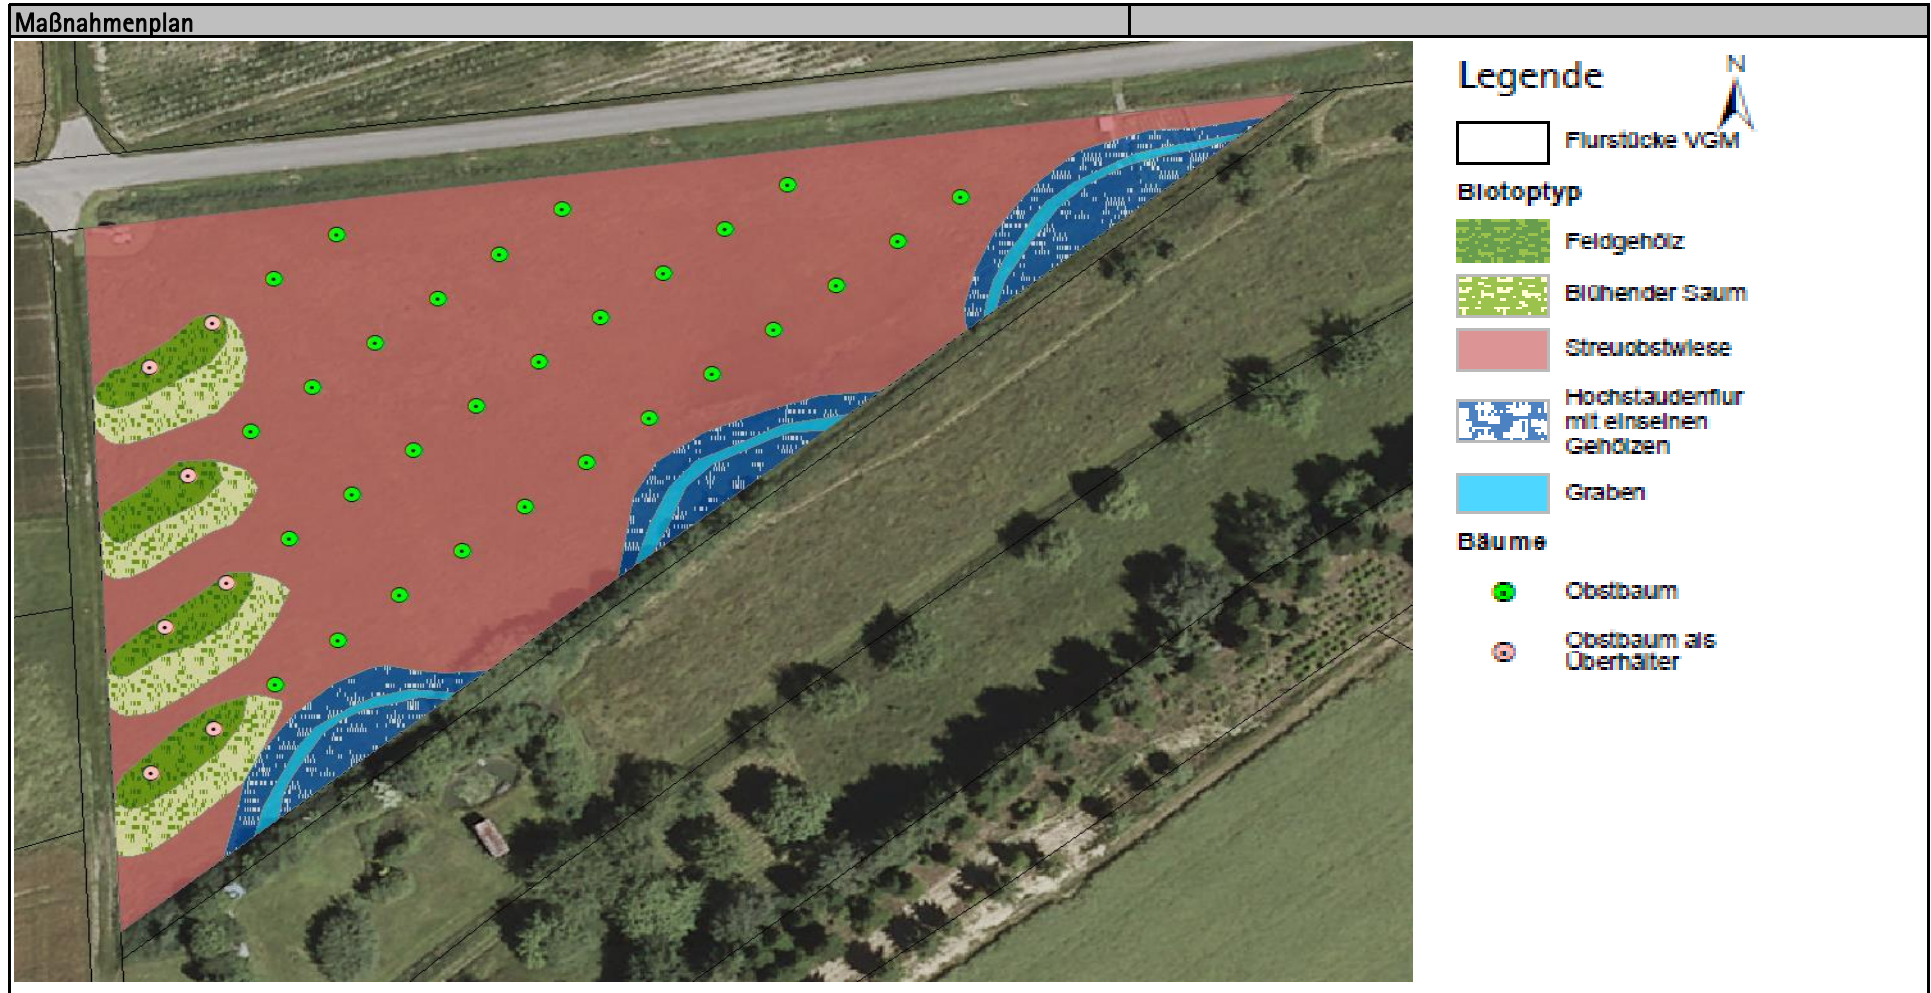 Maßnahmenplan
Legende
N
Flurstücke VGM
Biotoptyp
Feldgehölz
Blühender Saum
Streuobstwiese
Hochstaudenflur
mit einselnen
Gehölzen
Graben
Bäume
Obstbaum
Obstbaum als
Überhälter